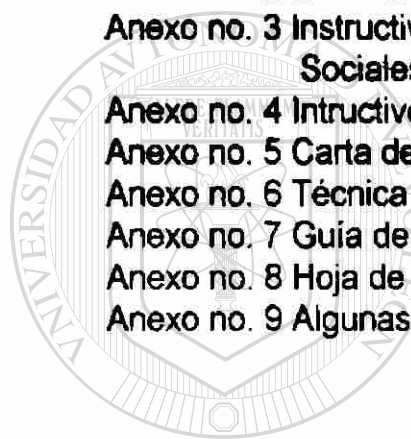 Anexo no. 3 Instructiv
Sociales
Anexo no. 4 Intructivo
Anexo no. 5 Carta de
Anexo no. 6 Técnica
Anexo no. 7 Guía de
Anexo no. 8 Hoja de
Anexo no. 9 Algunas
VERITATIS